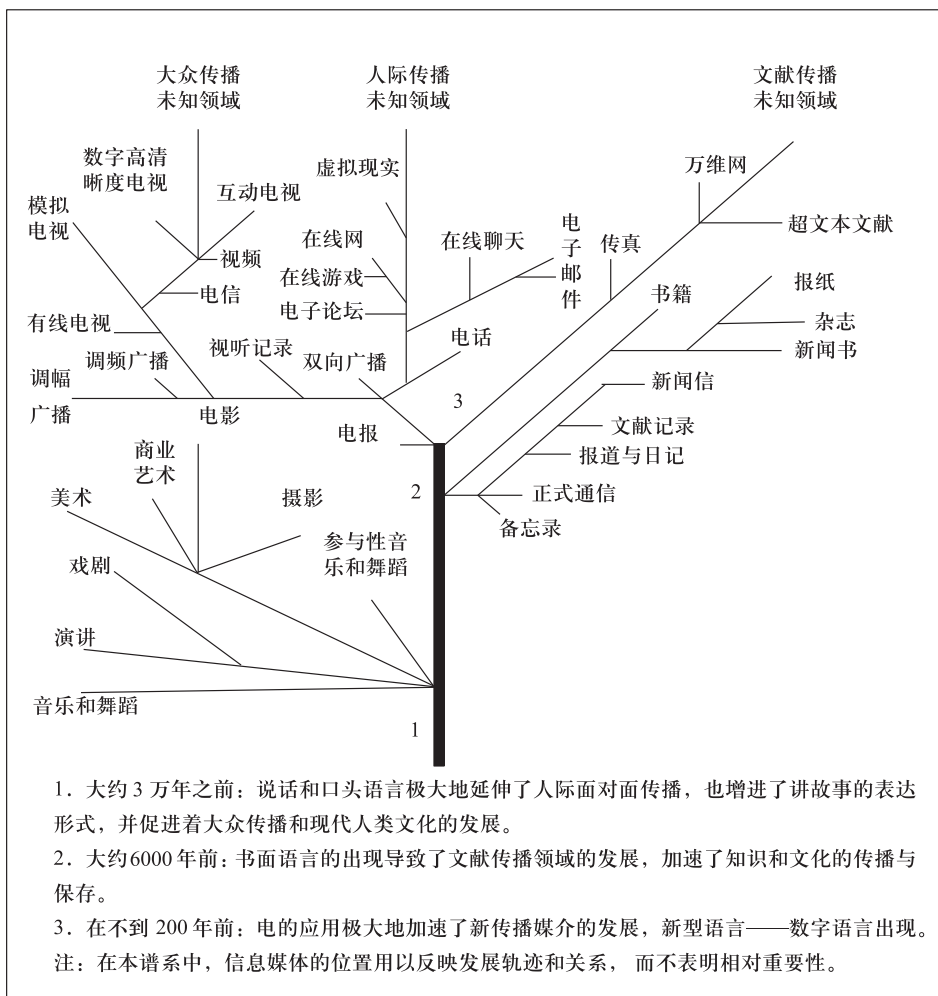 大众传播
未知领域
人际传播
未知领域
文献传播
未知领域
数字高清
晰度电视
互动电视
模拟
电视
视频
电信
有线电视
调频广播
调幅
广播
电影
视听记录
双向广播
虚拟现实
在线网
在线游戏
电子论坛
在线聊天
电子邮件
电话
电报
3
传真
万维网
超文本文献
书籍
报纸
杂志
新闻书
新闻信
文献记录
报道与日记
正式通信
备忘录
2
商业
艺术
美术
摄影
戏剧
参与性音
乐和舞蹈
演讲
音乐和舞蹈
1
1. 大约 3 万年之前：说话和口头语言极大地延伸了人际面对面传播，也增进了讲故事的表达
形式，并促进着大众传播和现代人类文化的发展。
2. 大约6000 年前：书面语言的出现导致了文献传播领域的发展，加速了知识和文化的传播与
保存。
3. 在不到 200 年前：电的应用极大地加速了新传播媒介的发展，新型语言——数字语言出现。
注：在本谱系中，信息媒体的位置用以反映发展轨迹和关系， 而不表明相对重要性。